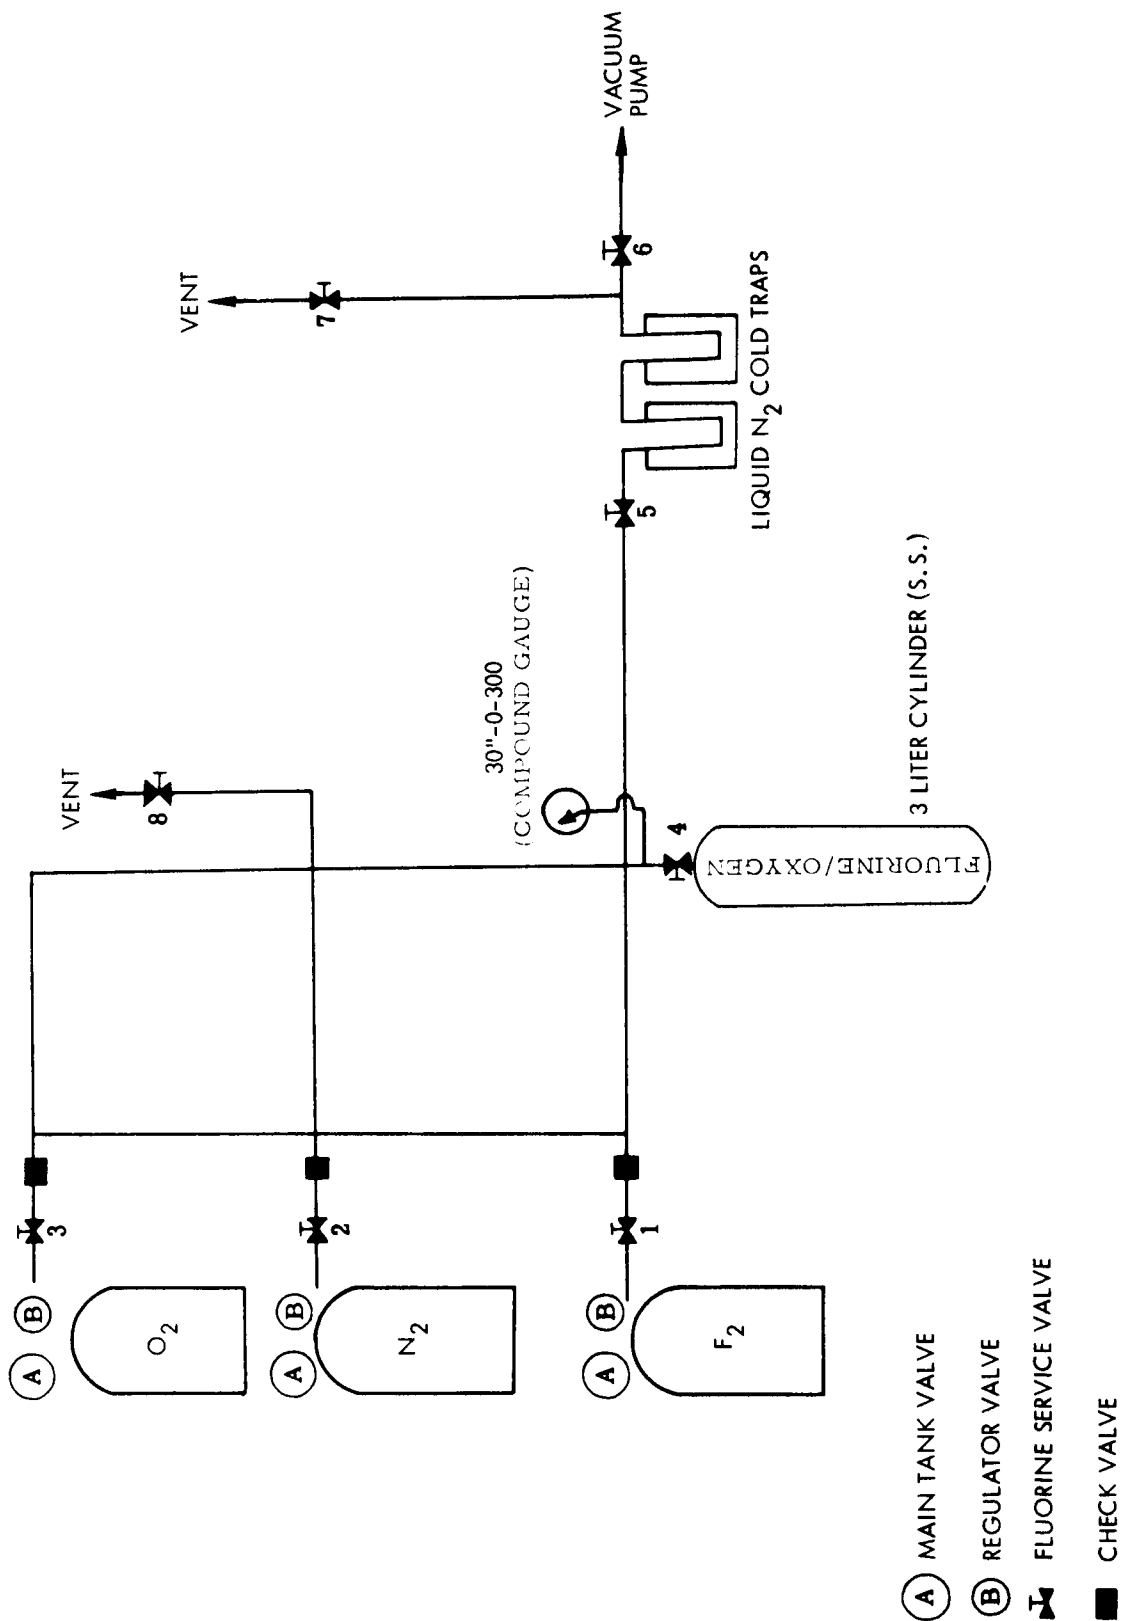 VENT
VENT
VACUUM
PUMP
30"-0-300
(COMPOUND GAUGE)
O2
N2
F2
A
B
A
B
A
B
3
2
1
8
4
5
7
6
FLUORINE/OXYGEN
3 LITER CYLINDER (S.S.)
LIQUID N2 COLD TRAPS
A MAIN TANK VALVE
B REGULATOR VALVE
FLUORINE SERVICE VALVE
CHECK VALVE